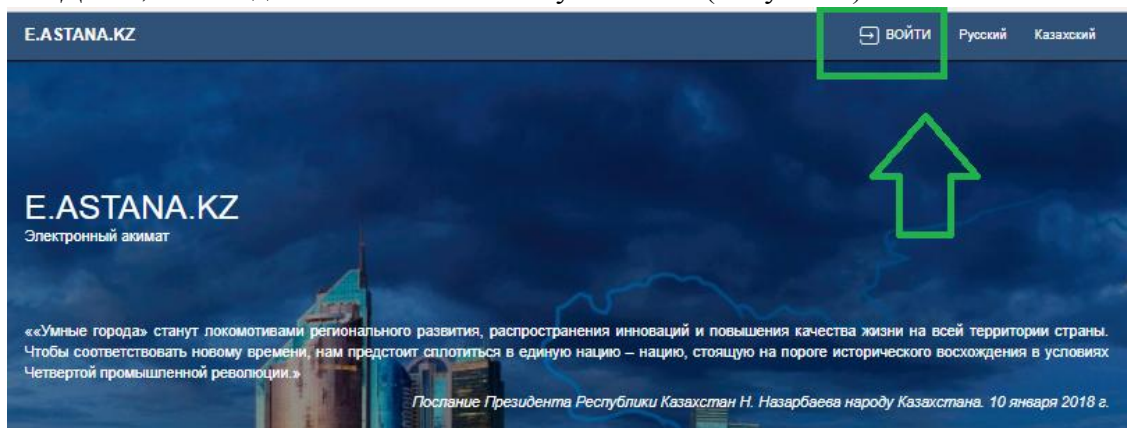 E.ASTANA.KZ ВОЙТИ Русский Казахский
E.ASTANA.KZ
Электронный акимат
««Умные города» станут локомотивами регионального развития, распространения инноваций и повышения качества жизни на всей территории страны.
Чтобы соответствовать новому времени, нам предстоит сплотиться в единую нацию – нацию, стоящую на пороге исторического восхождения в условиях
Четвертой промышленной революции.»
Послание Президента Республики Казахстан Н. Назарбаева народу Казахстана. 10 января 2018 г.